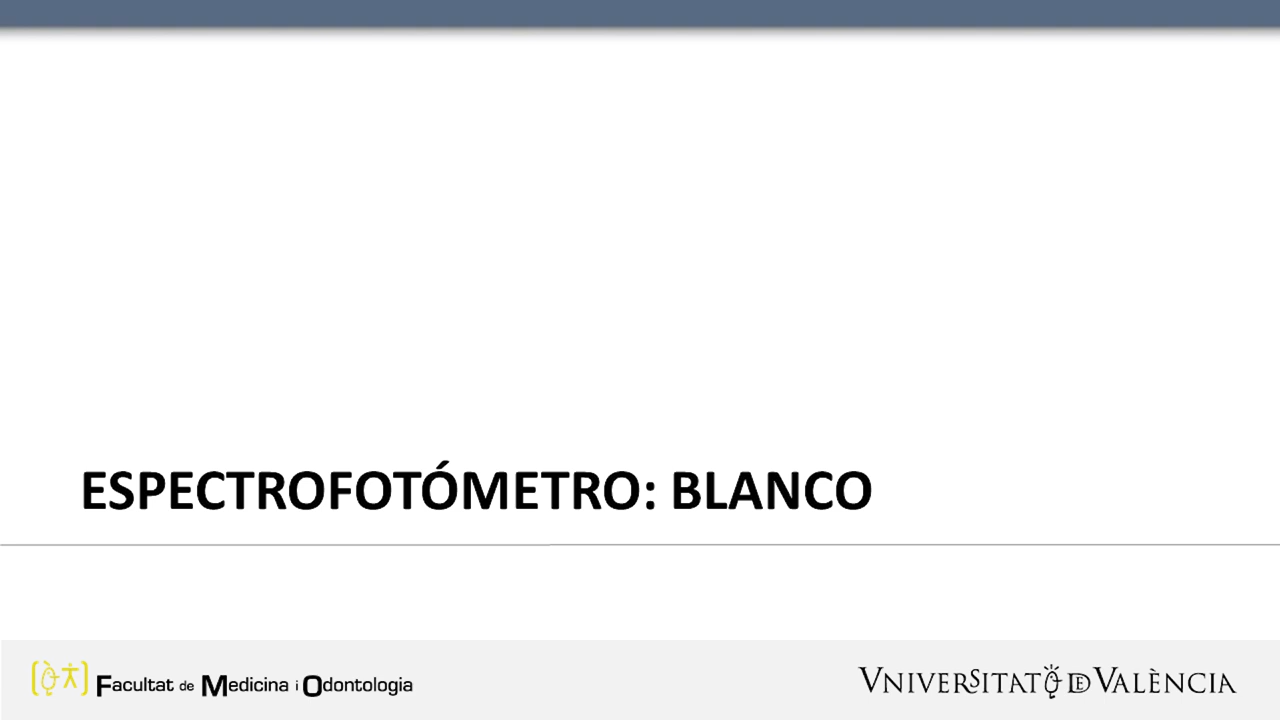 ESPECTROFOTÓMETRO: BLANCO
Facultat de Medicina i Odontologia
VNIVERSITAT DE VALÈNCIA